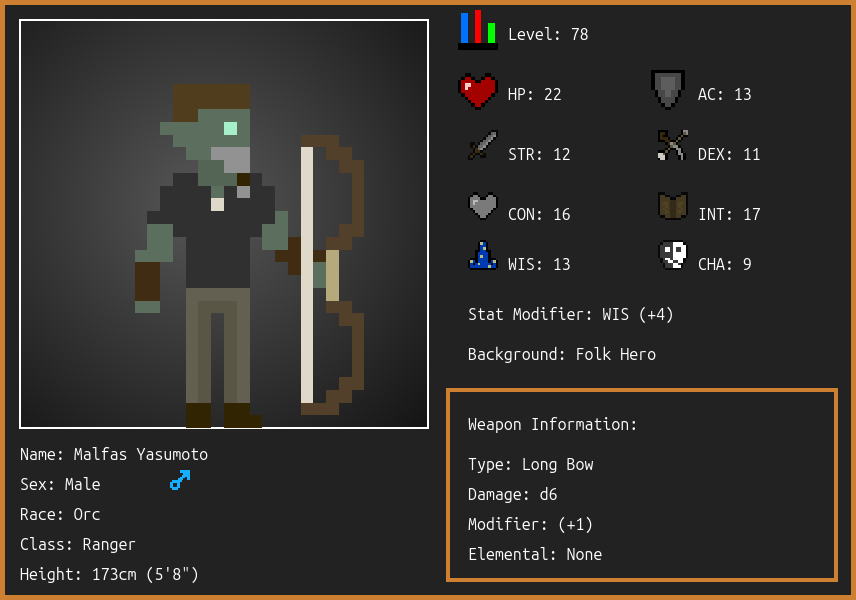 Level: 78
HP: 22
AC: 13
STR: 12
DEX: 11
CON: 16
INT: 17
WIS: 13
CHA: 9
Stat Modifier: WIS (+4)
Background: Folk Hero
Weapon Information:
Type: Long Bow
Damage: d6
Modifier: (+1)
Elemental: None
Name: Malfas Yasumoto
Sex: Male
Race: Orc
Class: Ranger
Height: 173cm (5'8")